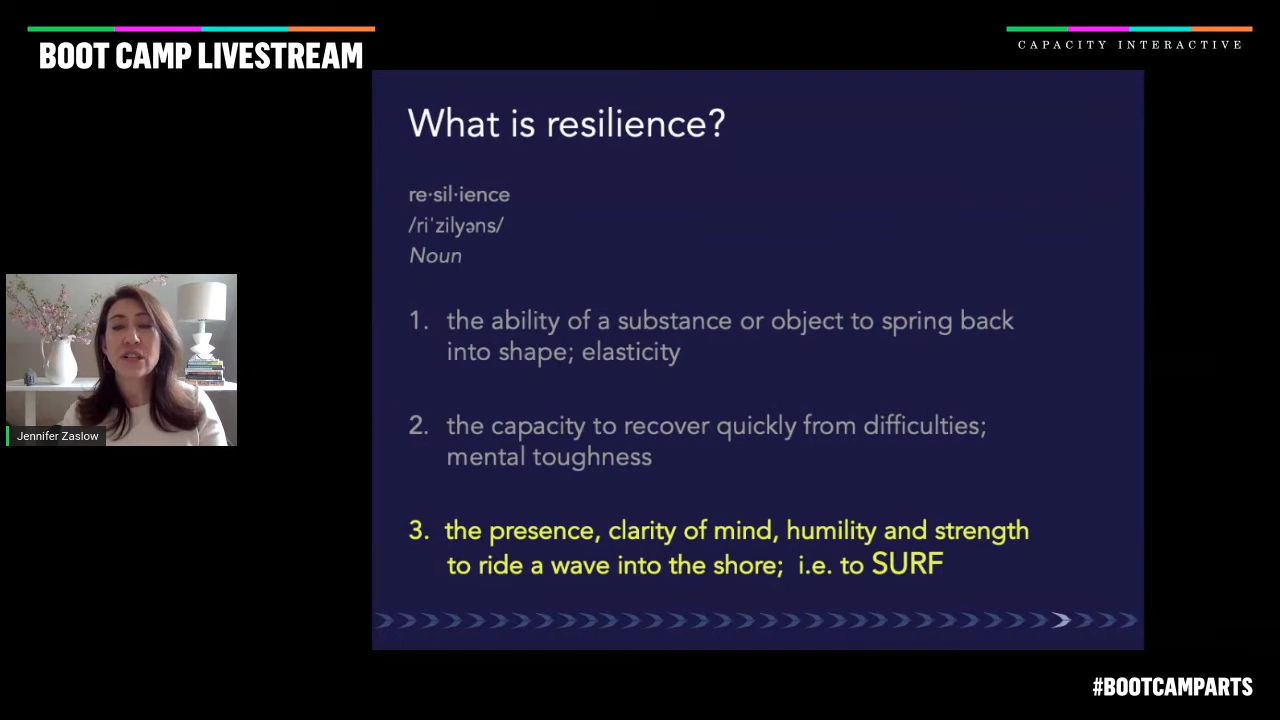 BOOT CAMP LIVESTREAM
CAPACITY INTERACTIVE
What is resilience?
re·sil·ience
/riˈzilyəns/
Noun
1. the ability of a substance or object to spring back
into shape; elasticity
2. the capacity to recover quickly from difficulties;
mental toughness
3. the presence, clarity of mind, humility and strength
to ride a wave into the shore; i.e. to SURF
Jennifer Zaslow
#BOOTCAMPARTS